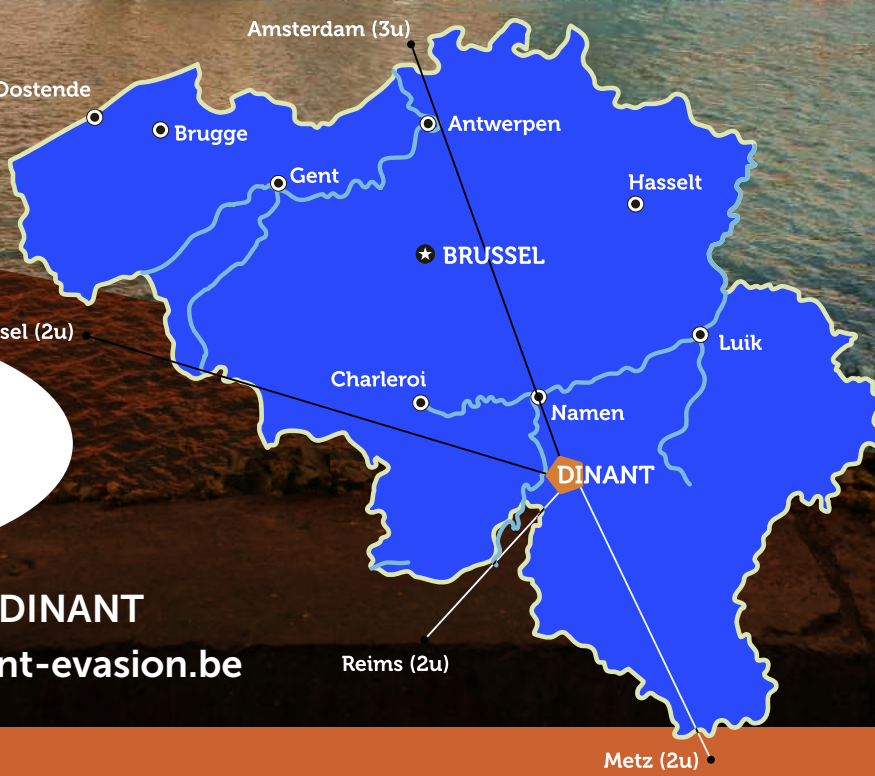 Amsterdam (3u)
Oostende
Brugge
Antwerpen
Gent
Hasselt
BRUSSEL
sel (2u)
Luik
Charleroi
Namen
DINANT
DINANT
nt-evasion.be
Reims (2u)
Metz (2u)